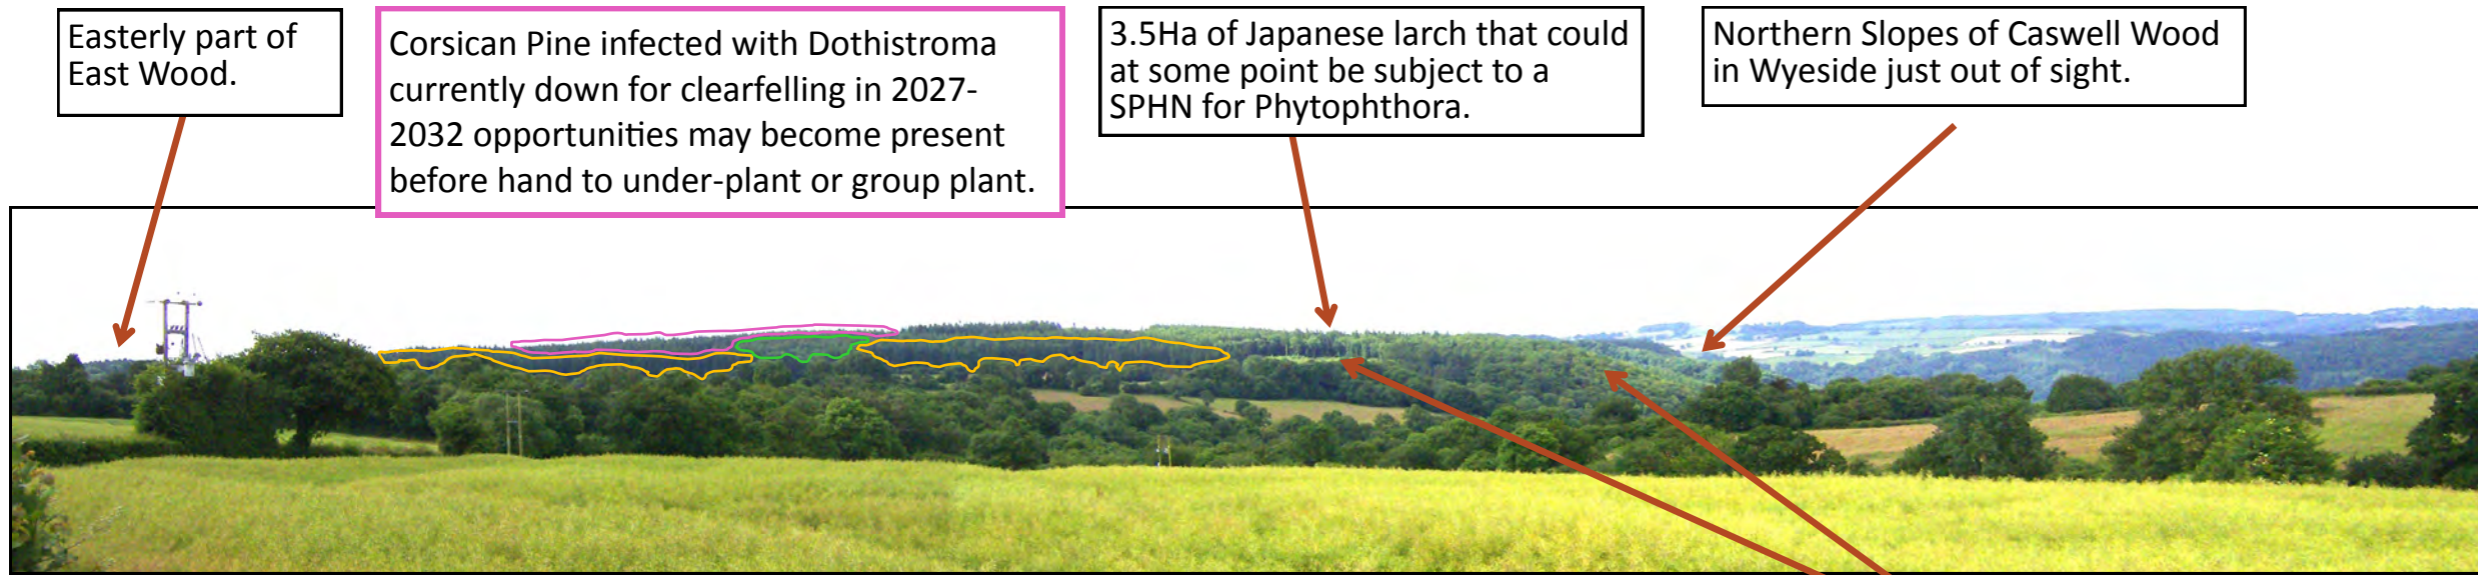 Easterly part of
East Wood.
Corsican Pine infected with Dothistroma
currently down for clearfelling in 2027-
2032 opportunities may become present
before hand to under-plant or group plant.
3.5Ha of Japanese larch that could
at some point be subject to a
SPHN for Phytophthora.
Northern Slopes of Caswell Wood
in Wyeside just out of sight.